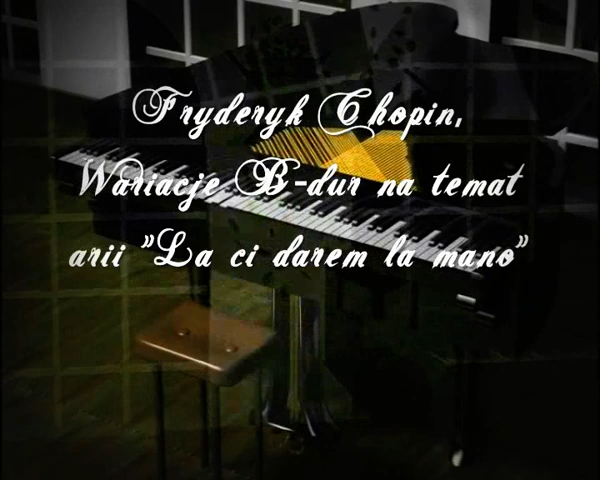 Fryderyk Chopin,
Wariacje B-dur na temat
arii "La ci darem la mano"